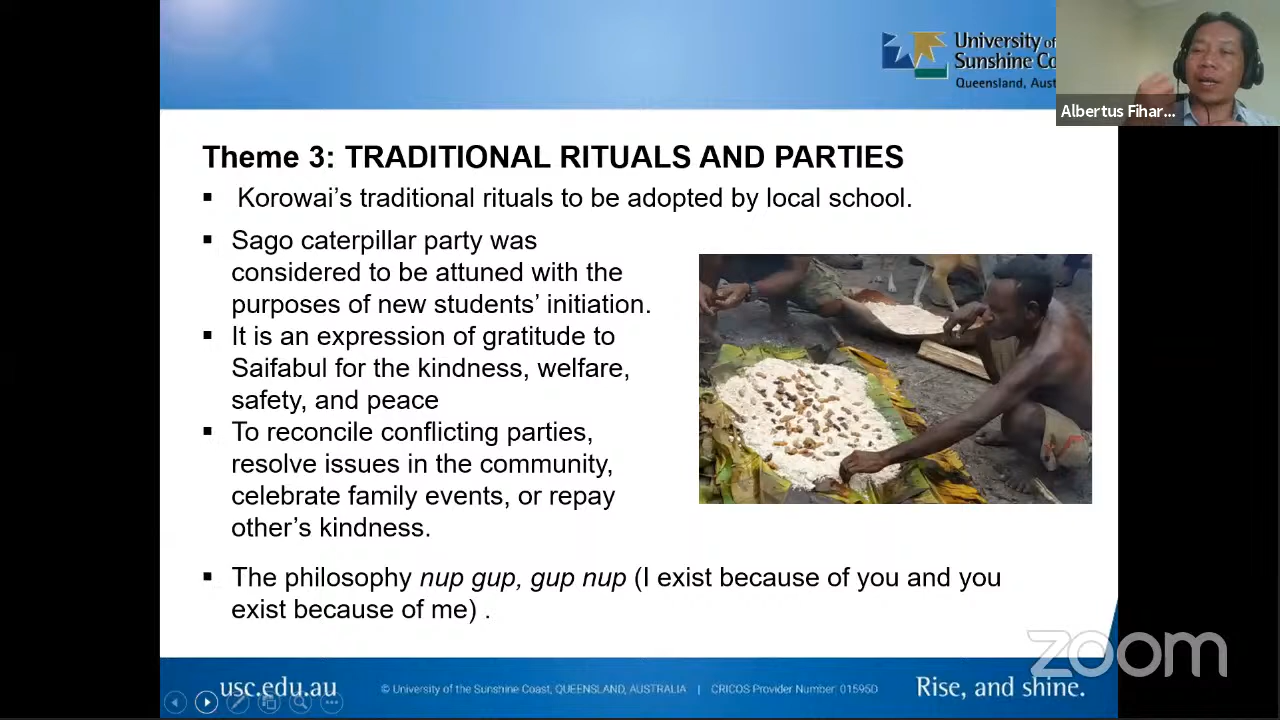 University of
Sunshine Co
Queensland, Aust
Albertus Fihar...
Theme 3: TRADITIONAL RITUALS AND PARTIES
▪ Korowai’s traditional rituals to be adopted by local school.
▪ Sago caterpillar party was
considered to be attuned with the
purposes of new students’ initiation.
▪ It is an expression of gratitude to
Saifabul for the kindness, welfare,
safety, and peace
▪ To reconcile conflicting parties,
resolve issues in the community,
celebrate family events, or repay
other’s kindness.
▪ The philosophy nup gup, gup nup (I exist because of you and you
exist because of me) .
zoom
usc.edu.au
© University of the Sunshine Coast, QUEENSLAND, AUSTRALIA | CRICOS Provider Number: 01595D
Rise, and shine.